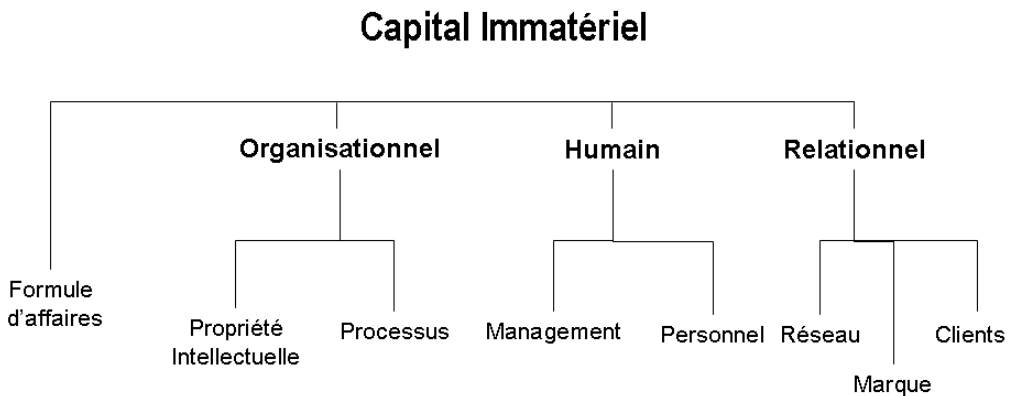 Capital Immatériel
Organisationnel
Humain
Relationnel
Formule
d'affaires
Propriété
Intellectuelle
Processus
Management
Personnel
Réseau
Marque
Clients